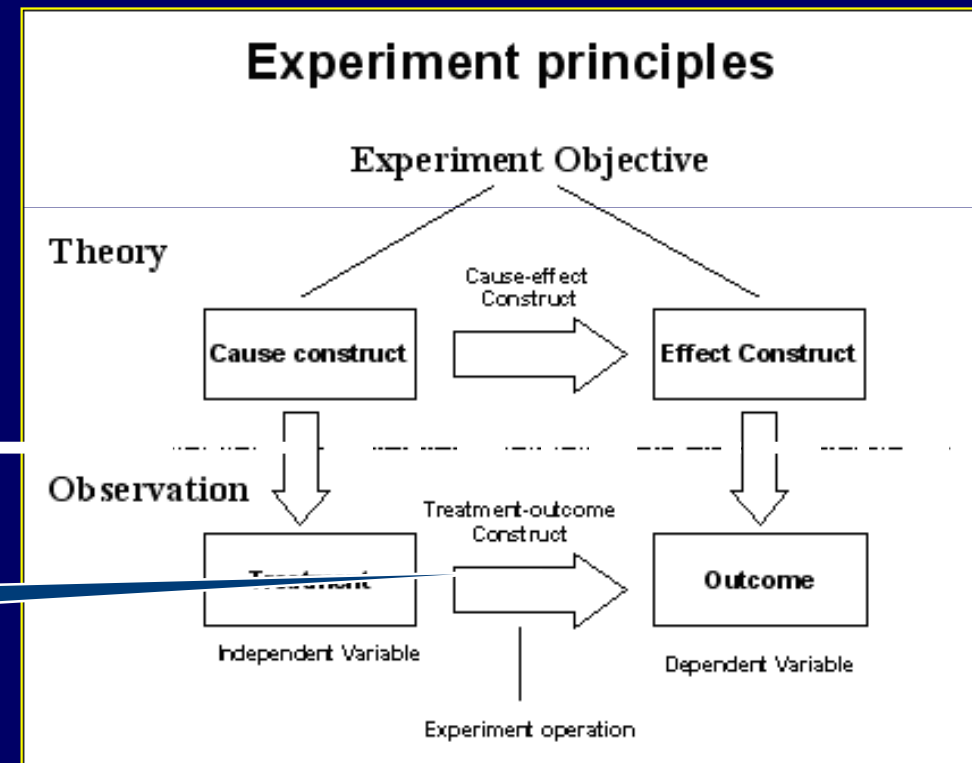 Experiment principles
Experiment Objective
Theory
Cause-effect
Construct
Cause construct
Effect Construct
Observation
Treatment-outcome
Construct
Treatment
Outcome
Independent Variable
Dependent Variable
Experiment operation